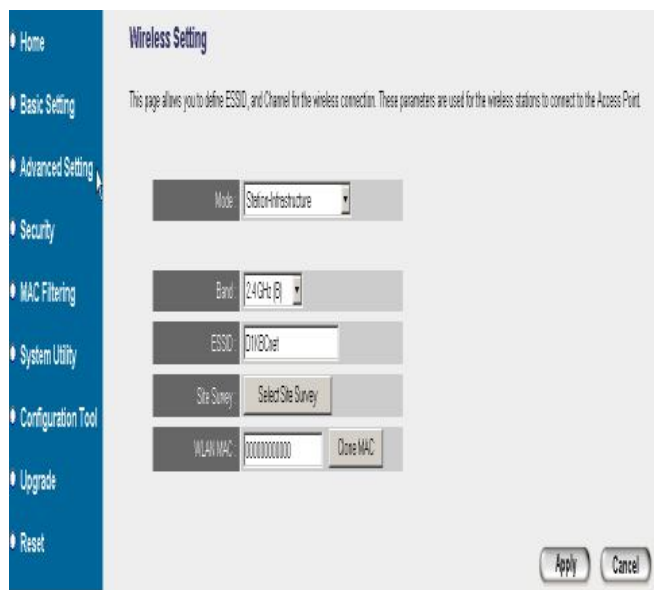 Home
Basic Setting
Advanced Setting
Security
MAC Filtering
System Utility
Configuration Tool
Upgrade
Reset
Wireless Setting
This page allows you to define ESSID, and Channel for the wireless connection. These parameters are used for the wireless stations to connect to the Access Point.
Mode : Station-Infrastructure
Band : 2.4 GHz (B)
ESSID : D1KBCnet
Site Survey : Select Site Survey
WLAN MAC : 000000000000 Clone MAC
Apply Cancel